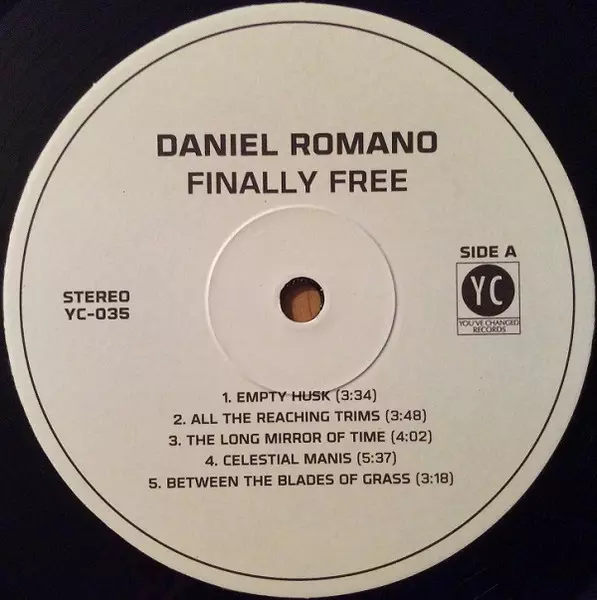 DANIEL ROMANO
FINALLY FREE
STEREO
YC-035
SIDE A
YC
YOU'VE CHANGED
RECORDS
1. EMPTY HUSK (3:34)
2. ALL THE REACHING TRIMS (3:48)
3. THE LONG MIRROR OF TIME (4:02)
4. CELESTIAL MANIS (5:37)
5. BETWEEN THE BLADES OF GRASS (3:18)